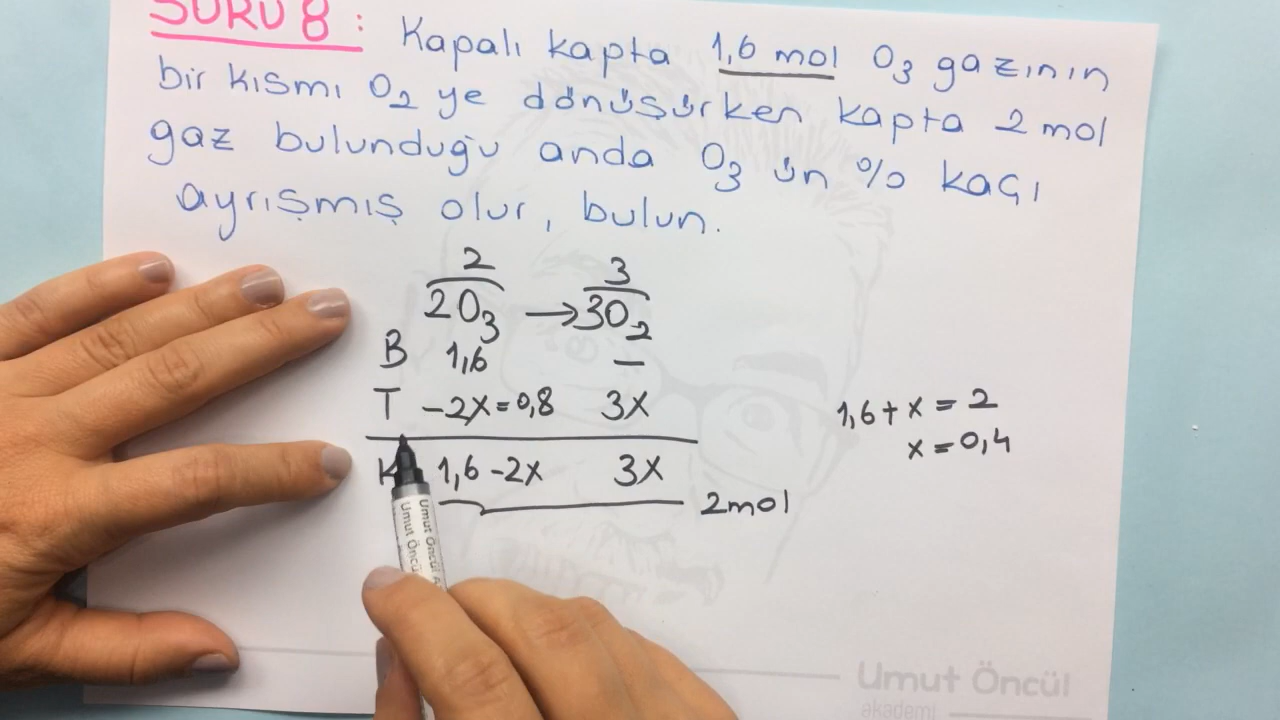 SORU 8 : Kapalı kapta 1,6 mol O3 gazının
bir kısmı O2 ye dönüşürken kapta 2 mol
gaz bulunduğu anda O3 ün % kaçı
ayrışmış olur, bulun.
2 3
2O3 → 3O2
B 1,6 –
T -2x=0,8 3x
1,6+x=2
x=0,4
K 1,6-2x 3x
2mol
Umut Öncül
Umut Öncül
akademi